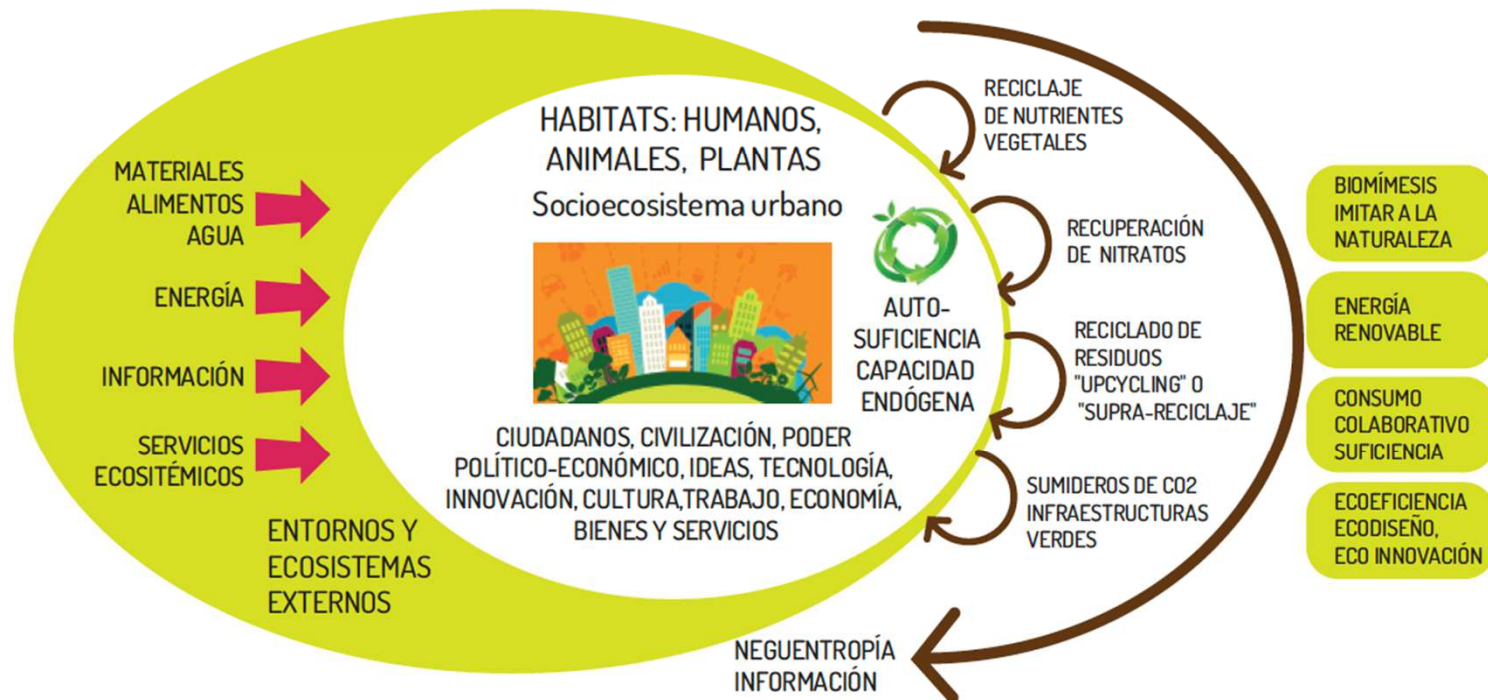 MATERIALES
ALIMENTOS
AGUA
ENERGÍA
INFORMACIÓN
SERVICIOS
ECOSITÉMICOS
ENTORNOS Y
ECOSISTEMAS
EXTERNOS
HABITATS: HUMANOS,
ANIMALES, PLANTAS
Socioecosistema urbano
AUTO-
SUFICIENCIA
CAPACIDAD
ENDÓGENA
CIUDADANOS, CIVILIZACIÓN, PODER
POLÍTICO-ECONÓMICO, IDEAS, TECNOLOGÍA,
INNOVACIÓN, CULTURA,TRABAJO, ECONOMÍA,
BIENES Y SERVICIOS
RECICLAJE
DE NUTRIENTES
VEGETALES
RECUPERACIÓN
DE NITRATOS
RECICLADO DE
RESIDUOS
"UPCYCLING" O
"SUPRA-RECICLAJE"
SUMIDEROS DE CO2
INFRAESTRUCTURAS
VERDES
NEGUENTROPÍA
INFORMACIÓN
BIOMÍMESIS
IMITAR A LA
NATURALEZA
ENERGÍA
RENOVABLE
CONSUMO
COLABORATIVO
SUFICIENCIA
ECOEFICIENCIA
ECODISEÑO,
ECO INNOVACIÓN